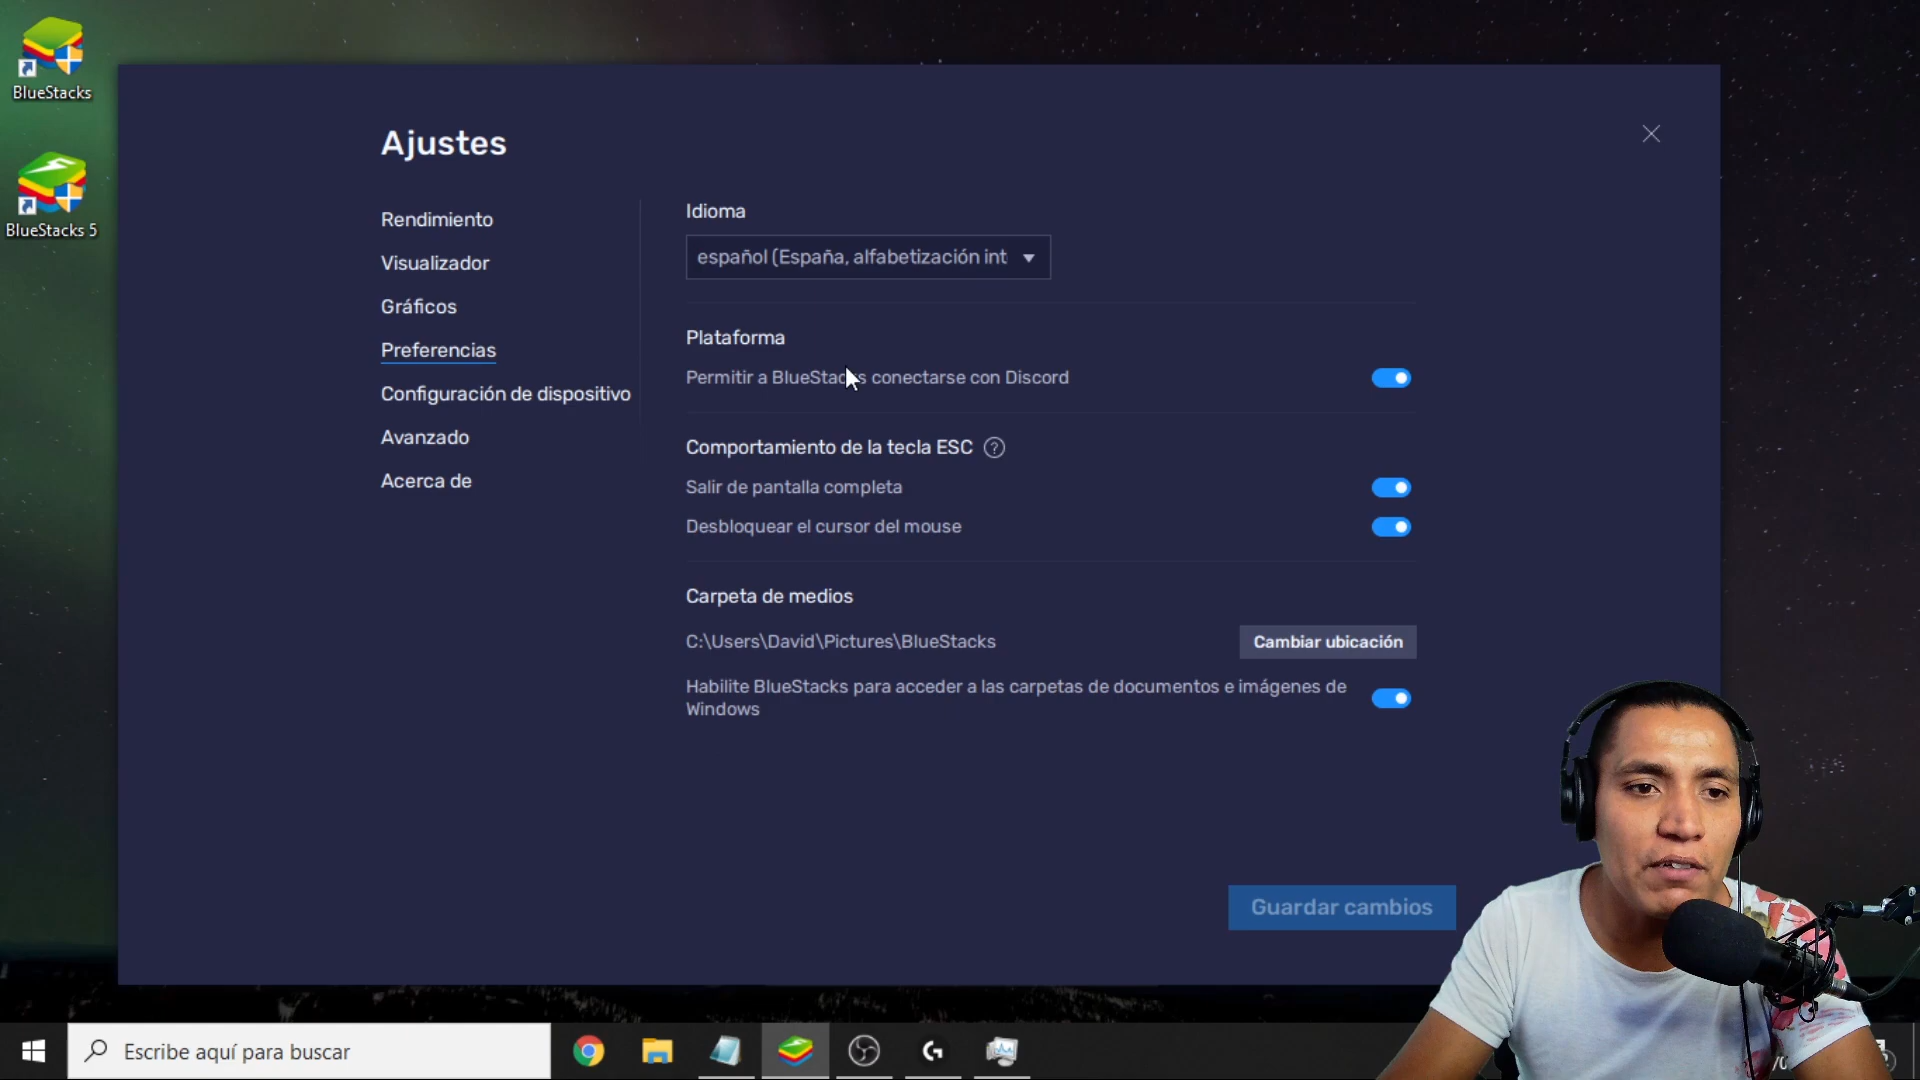 BlueStacks
BlueStacks 5
Ajustes
Rendimiento
Visualizador
Gráficos
Preferencias
Configuración de dispositivo
Avanzado
Acerca de
Idioma
español (España, alfabetización int
Plataforma
Permitir a BlueStacks conectarse con Discord
Comportamiento de la tecla ESC ?
Salir de pantalla completa
Desbloquear el cursor del mouse
Carpeta de medios
C:\Users\David\Pictures\BlueStacks
Cambiar ubicación
Habilite BlueStacks para acceder a las carpetas de documentos e imágenes de
Windows
Guardar cambios
Escribe aquí para buscar